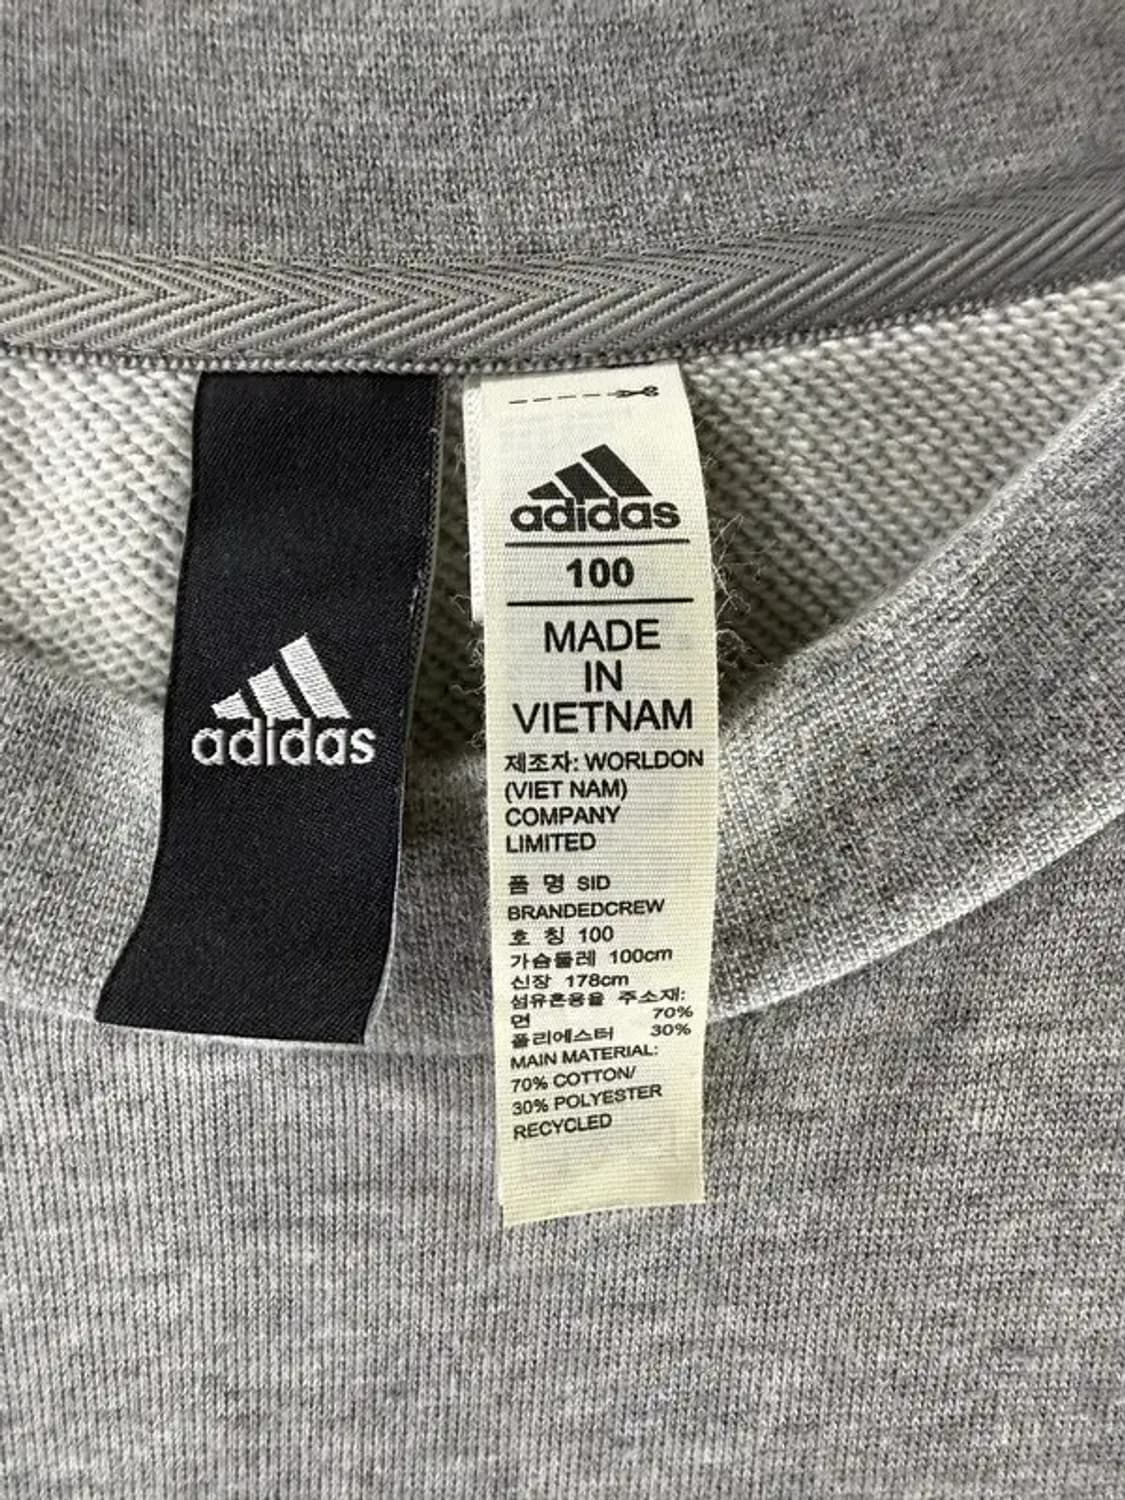 adidas
adidas
100
MADE
IN
VIETNAM
제조자: WORLDON
(VIET NAM)
COMPANY
LIMITED
품 명 SID
BRANDEDCREW
호 칭 100
가슴둘레 100cm
신장 178cm
섬유혼용율 주소재:
면 70%
폴리에스터 30%
MAIN MATERIAL:
70% COTTON/
30% POLYESTER
RECYCLED